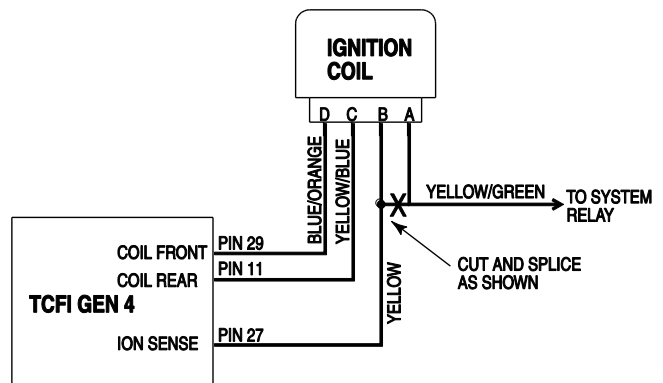 IGNITION
COIL
D C B A
BLUE/ORANGE
YELLOW/BLUE
YELLOW/GREEN
TO SYSTEM
RELAY
CUT AND SPLICE
AS SHOWN
YELLOW
COIL FRONT
PIN 29
COIL REAR
PIN 11
TCFI GEN 4
ION SENSE
PIN 27